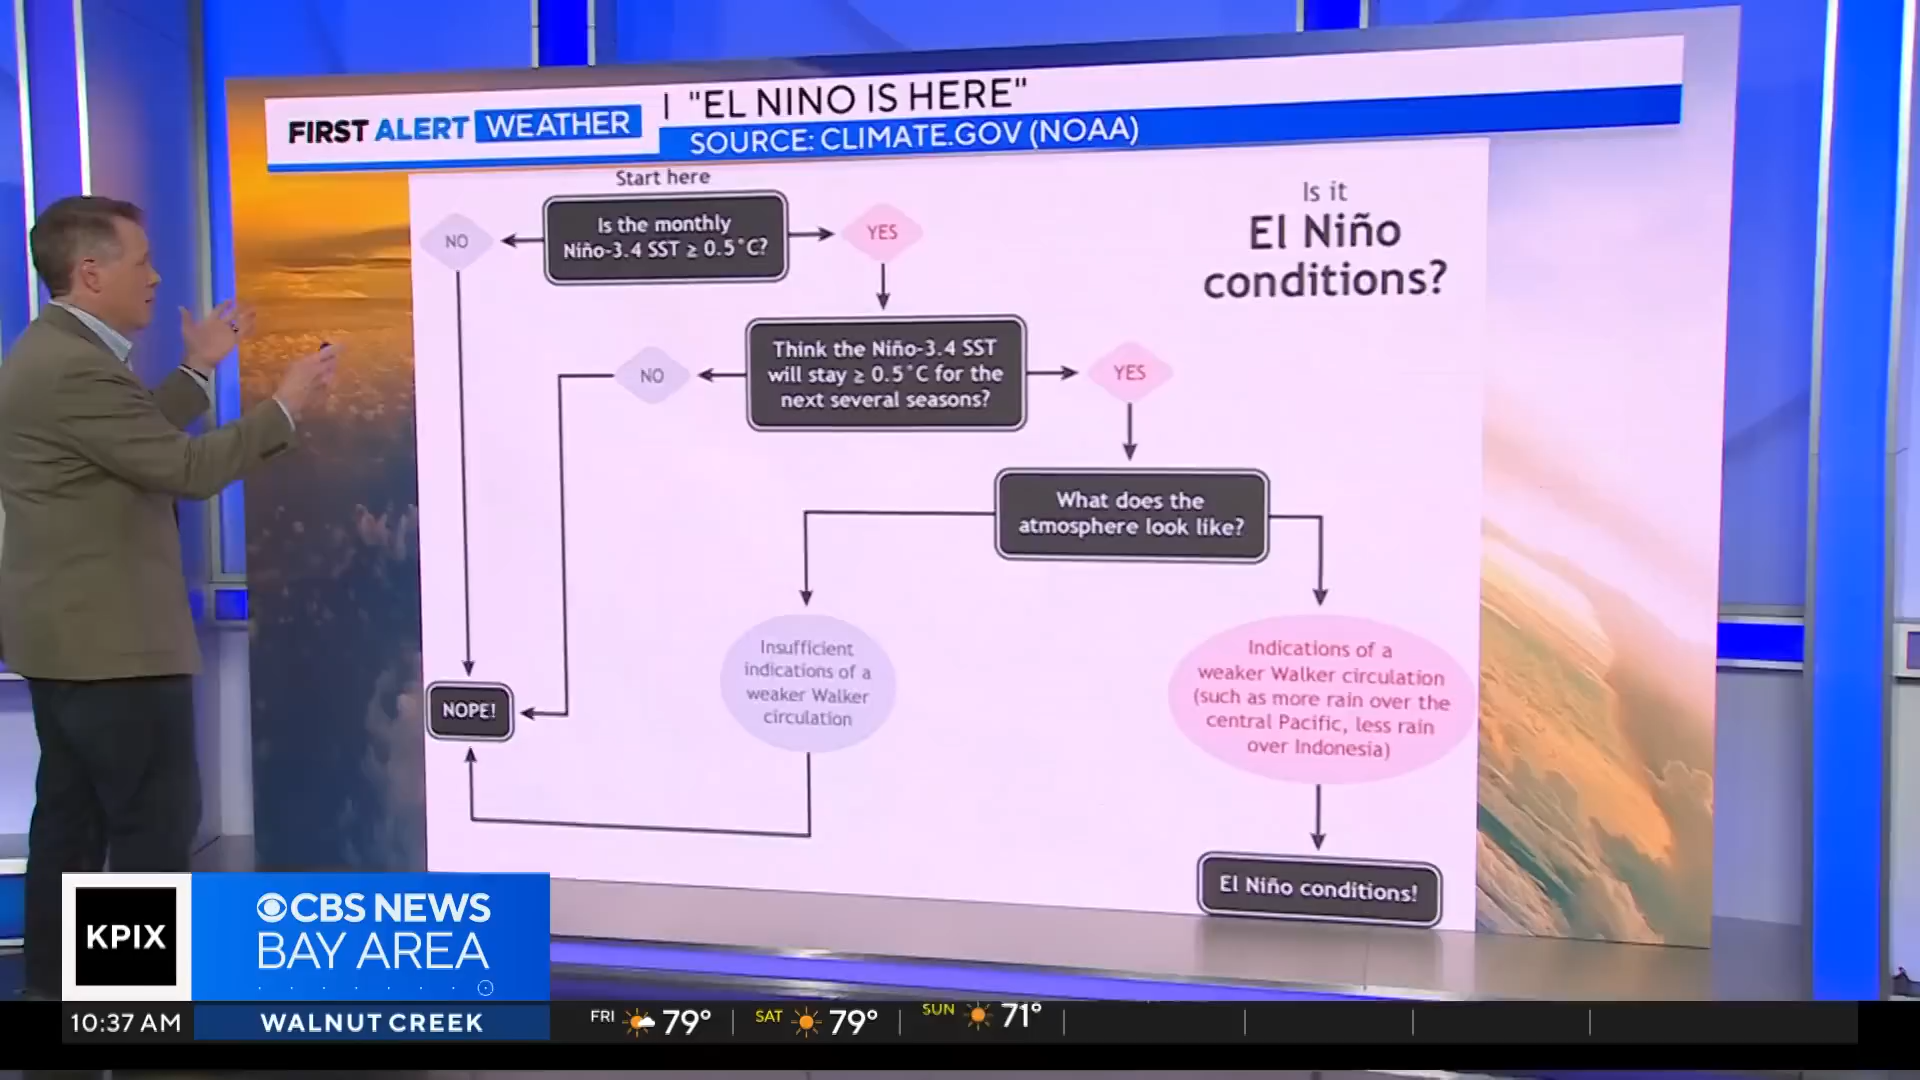 FIRST ALERT WEATHER
"EL NINO IS HERE"
SOURCE: CLIMATE.GOV (NOAA)
Start here
Is the monthly
Niño-3.4 SST ≥ 0.5°C?
NO
YES
Is it
El Niño
conditions?
Think the Niño-3.4 SST
will stay ≥ 0.5°C for the
next several seasons?
NO
YES
What does the
atmosphere look like?
Insufficient
indications of a
weaker Walker
circulation
Indications of a
weaker Walker circulation
(such as more rain over the
central Pacific, less rain
over Indonesia)
NOPE!
El Niño conditions!
KPIX
CBS NEWS
BAY AREA
10:37 AM
WALNUT CREEK
FRI 79°
SAT 79°
SUN 71°